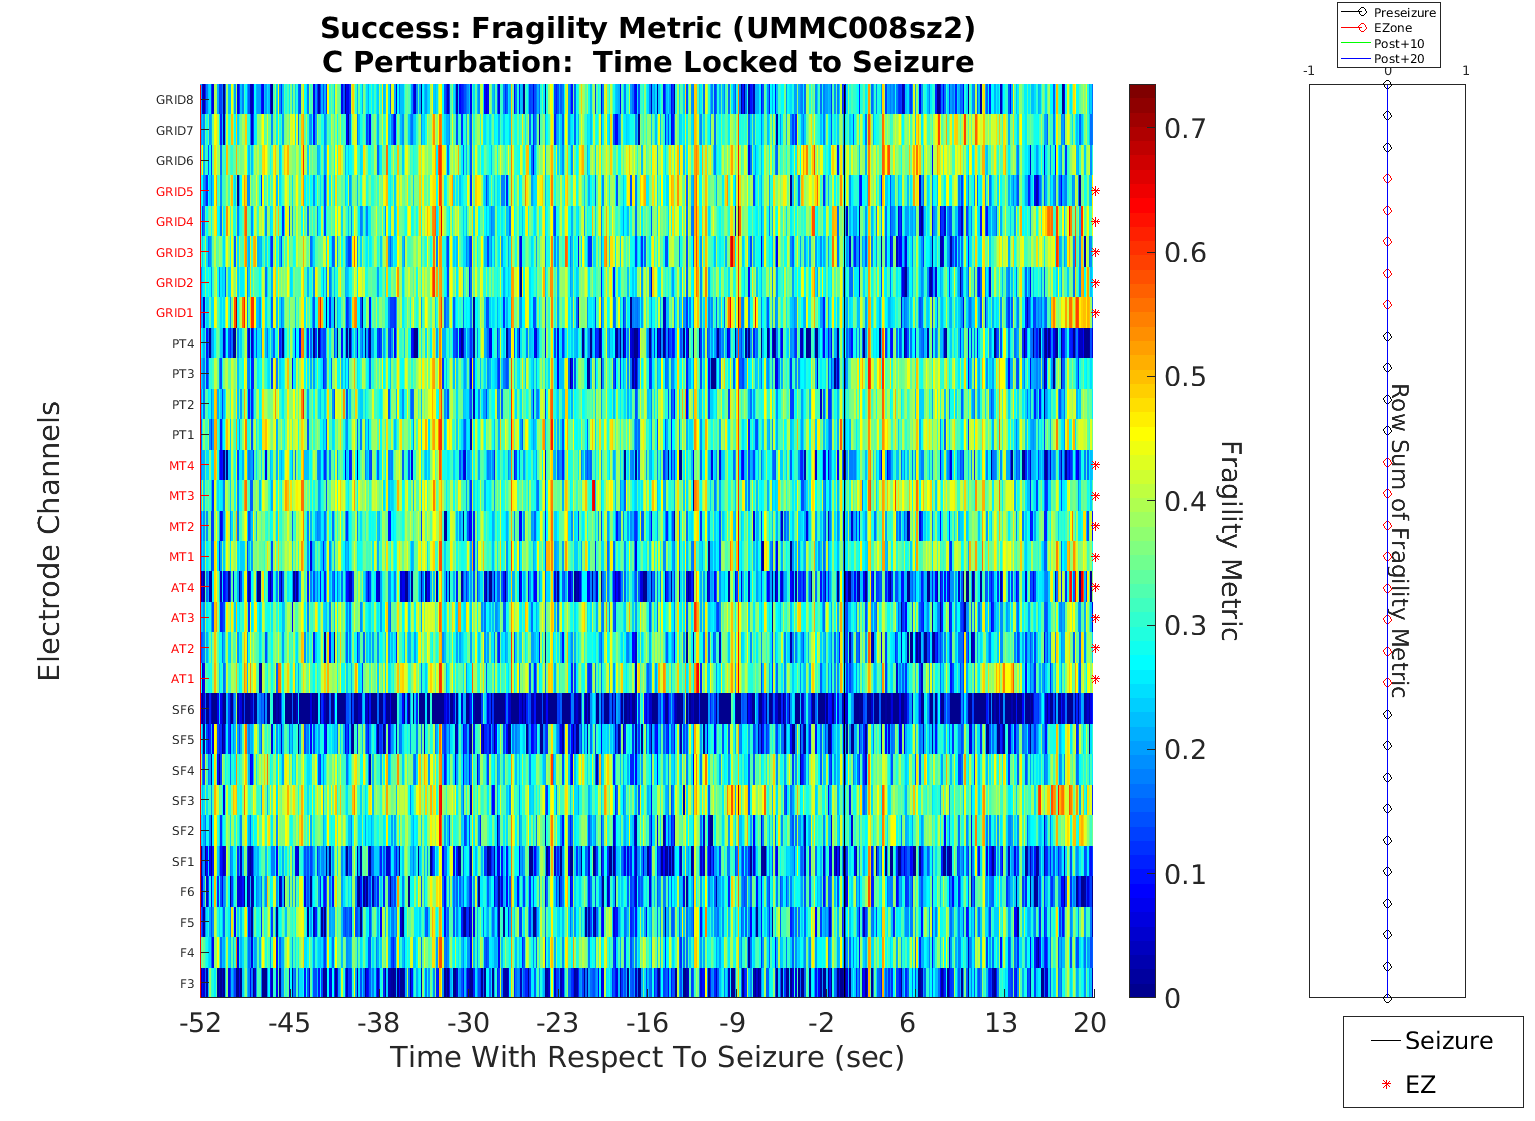 Success: Fragility Metric (UMMC008sz2)
C Perturbation:  Time Locked to Seizure
Electrode Channels
GRID8
GRID7
GRID6
GRID5
GRID4
GRID3
GRID2
GRID1
PT4
PT3
PT2
PT1
MT4
MT3
MT2
MT1
AT4
AT3
AT2
AT1
SF6
SF5
SF4
SF3
SF2
SF1
F6
F5
F4
F3
-52 -45 -38 -30 -23 -16 -9 -2 6 13 20
Time With Respect To Seizure (sec)
0.7
0.6
0.5
0.4
0.3
0.2
0.1
0
Fragility Metric
Preseizure
EZone
Post+10
Post+20
-1 0 1
Row Sum of Fragility Metric
Seizure
EZ